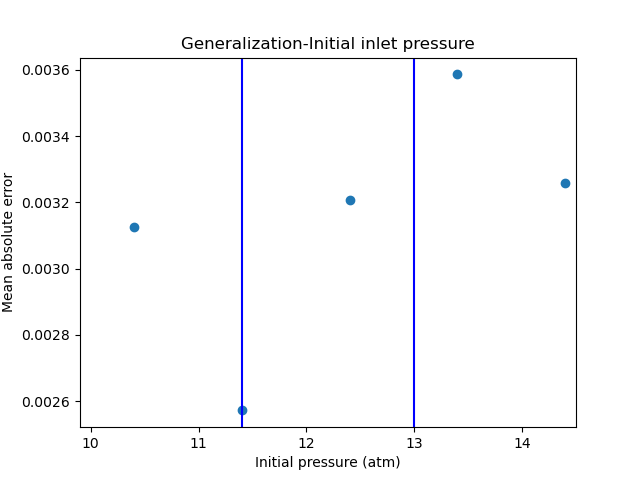 Generalization-Initial inlet pressure
0.0036
0.0034
0.0032
0.0030
0.0028
0.0026
Mean absolute error
10 11 12 13 14
Initial pressure (atm)